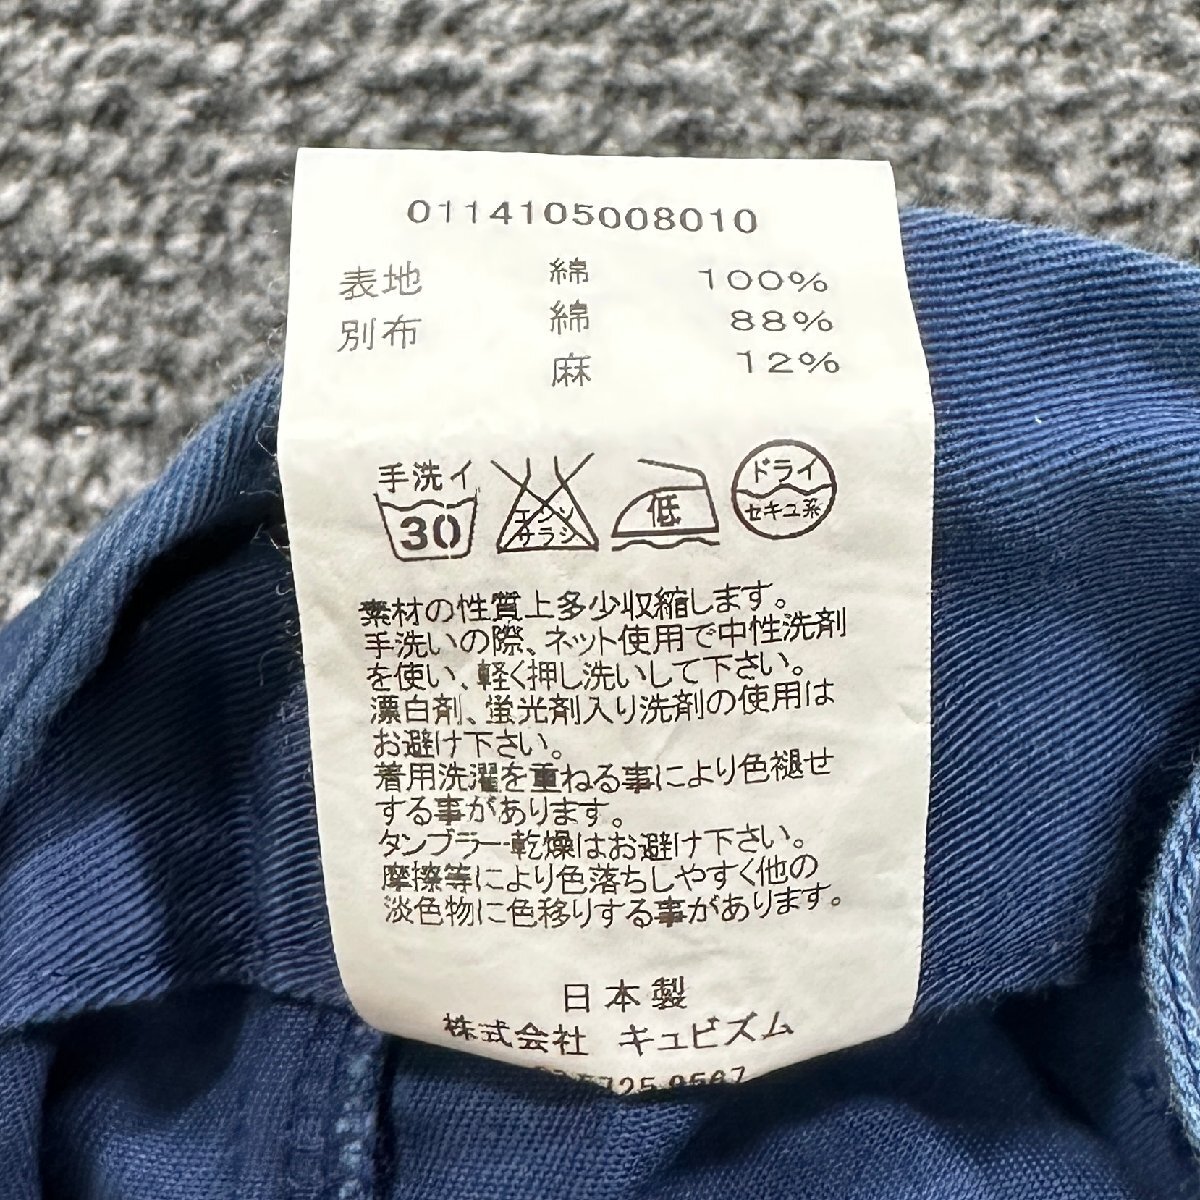 0114105008010
表地 綿 100%
別布 綿 88%
麻 12%
手洗イ
30
エンソ
サラシ
低
ドライ
セキユ系
素材の性質上多少収縮します。
手洗いの際、ネット使用で中性洗剤
を使い、軽く押し洗いして下さい。
漂白剤、蛍光剤入り洗剤の使用は
お避け下さい。
着用洗濯を重ねる事により色褪せ
する事があります。
タンブラー乾燥はお避け下さい。
摩擦等により色落ちしやすく他の
淡色物に色移りする事があります。
日本製
株式会社 キュビズム